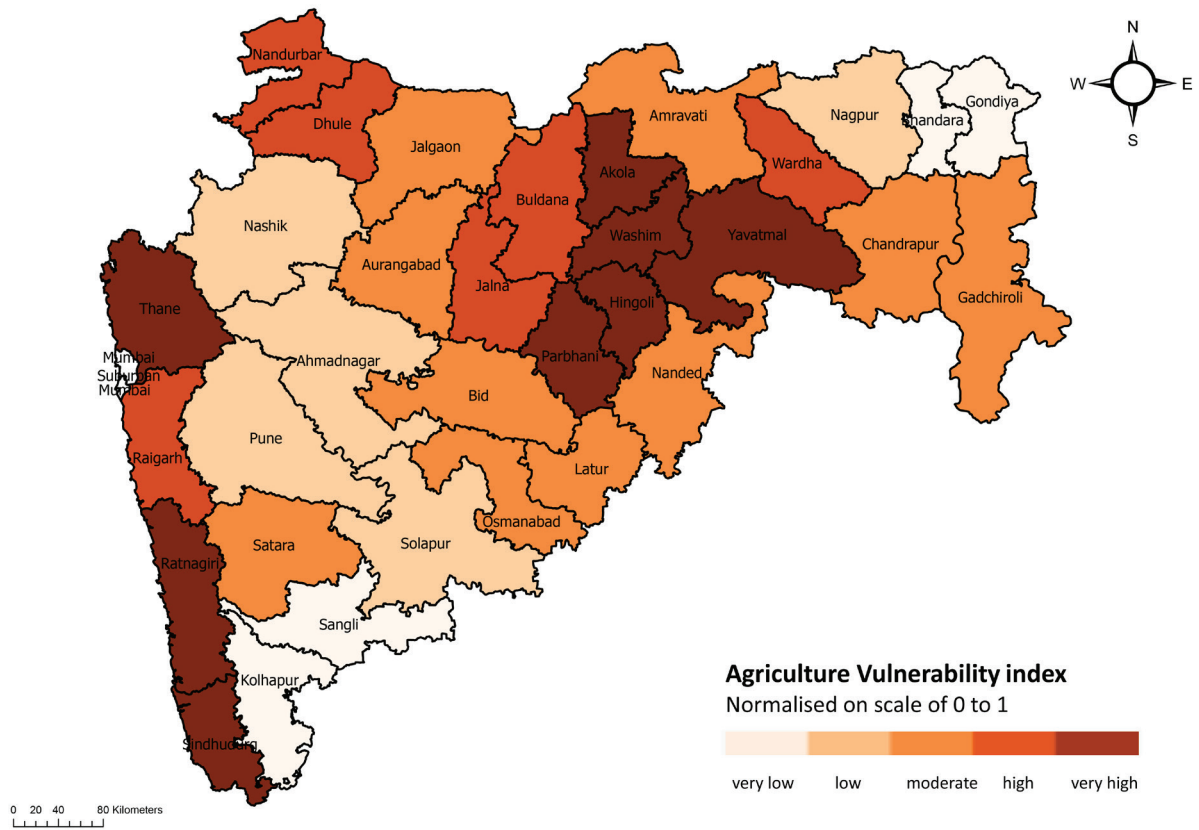 N
W E
S
Nandurbar
Dhule
Jalgaon
Amravati
Nagpur
Bhandara
Gondiya
Wardha
Akola
Buldana
Nashik
Washim
Yavatmal
Chandrapur
Aurangabad
Jalna
Hingoli
Gadchiroli
Thane
Mumbai
Suburban
Mumbai
Ahmadnagar
Parbhani
Nanded
Bid
Pune
Raigarh
Latur
Osmanabad
Satara
Solapur
Ratnagiri
Sangli
Kolhapur
Sindhudurg
Agriculture Vulnerability index
Normalised on scale of 0 to 1
very low low moderate high very high
0 20 40 80 Kilometers